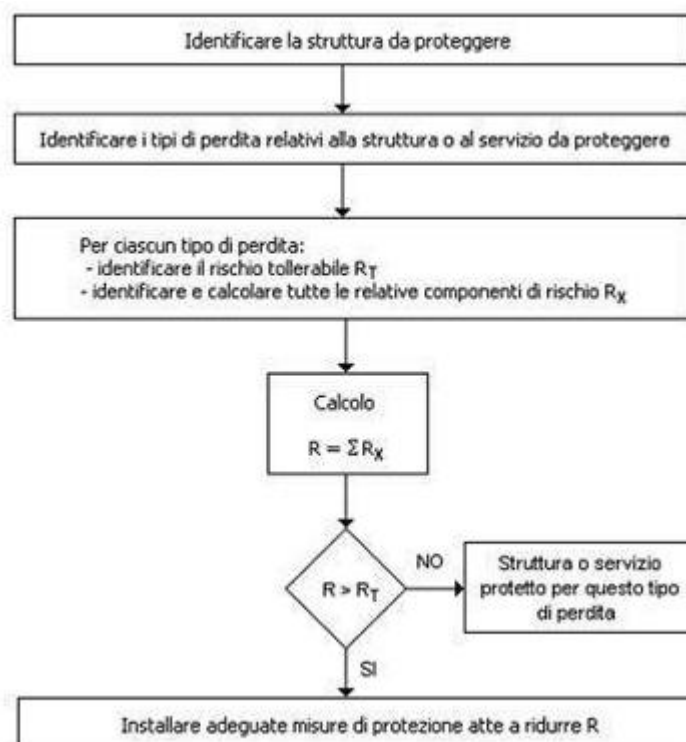 Identificare la struttura da proteggere
Identificare i tipi di perdita relativi alla struttura o al servizio da proteggere
Per ciascun tipo di perdita:
- identificare il rischio tollerabile RT
- identificare e calcolare tutte le relative componenti di rischio RX
Calcolo
R = ΣRX
R > RT
NO
Struttura o servizio
protetto per questo tipo
di perdita
SI
Installare adeguate misure di protezione atte a ridurre R